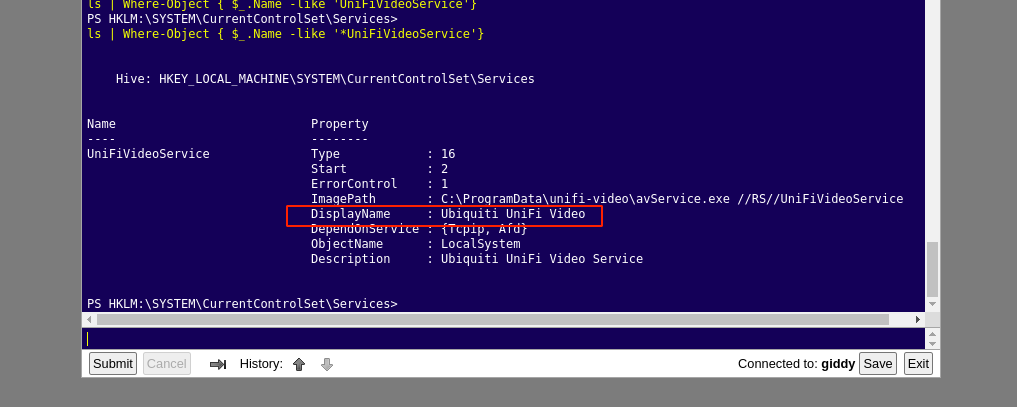 ls | Where-Object { $_.Name -like 'UniFiVideoService'}
PS HKLM:\SYSTEM\CurrentControlSet\Services>
ls | Where-Object { $_.Name -like '*UniFiVideoService'}
Hive: HKEY_LOCAL_MACHINE\SYSTEM\CurrentControlSet\Services
Name Property
---- --------
UniFiVideoService Type : 16
Start : 2
ErrorControl : 1
ImagePath : C:\ProgramData\unifi-video\avService.exe //RS//UniFiVideoService
DisplayName : Ubiquiti UniFi Video
DependOnService : {Tcpip, Afd}
ObjectName : LocalSystem
Description : Ubiquiti UniFi Video Service
PS HKLM:\SYSTEM\CurrentControlSet\Services>
Submit Cancel History: Connected to: giddy Save Exit